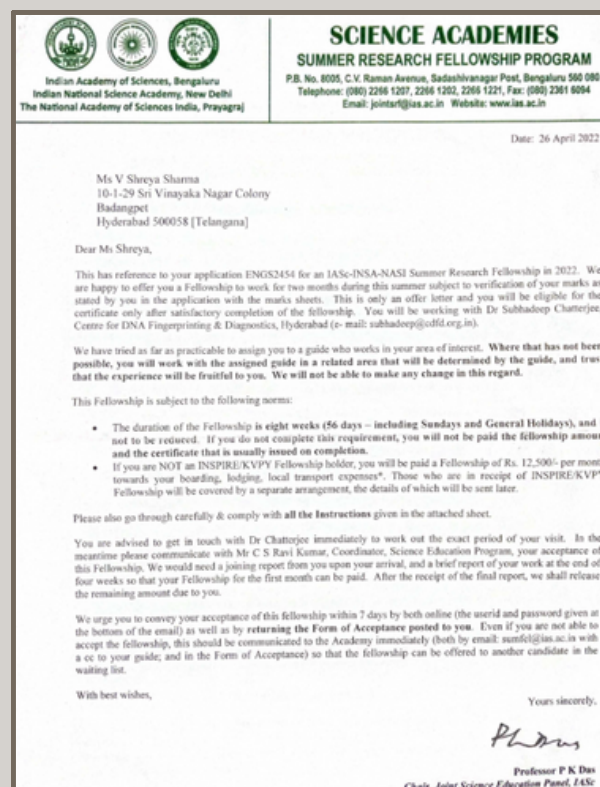 Indian Academy of Sciences, Bengaluru
Indian National Science Academy, New Delhi
The National Academy of Sciences India, Prayagraj
SCIENCE ACADEMIES
SUMMER RESEARCH FELLOWSHIP PROGRAM
P.B. No. 8005, C.V. Raman Avenue, Sadashivanagar Post, Bengaluru 560 080
Telephone: (080) 2266 1207, 2266 1202, 2266 1221, Fax: (080) 2361 6094
Email: jointsrf@ias.ac.in Website: www.ias.ac.in
Date: 26 April 2022
Ms V Shreya Sharma
10-1-29 Sri Vinayaka Nagar Colony
Badangpet
Hyderabad 500058 [Telangana]
Dear Ms Shreya,
This has reference to your application ENGS2454 for an IASc-INSA-NASI Summer Research Fellowship in 2022. We
are happy to offer you a Fellowship to work for two months during this summer subject to verification of your marks as
stated by you in the application with the marks sheets. This is only an offer letter and you will be eligible for the
certificate only after satisfactory completion of the fellowship. You will be working with Dr Subhadeep Chatterjee
Centre for DNA Fingerprinting & Diagnostics, Hyderabad (e- mail: subhadeep@cdfd.org.in).
We have tried as far as practicable to assign you to a guide who works in your area of interest. Where that has not been
possible, you will work with the assigned guide in a related area that will be determined by the guide, and trus
that the experience will be fruitful to you. We will not be able to make any change in this regard.
This Fellowship is subject to the following norms:
• The duration of the Fellowship is eight weeks (56 days – including Sundays and General Holidays), and
not to be reduced. If you do not complete this requirement, you will not be paid the fellowship amoun
and the certificate that is usually issued on completion.
• If you are NOT an INSPIRE/KVPY Fellowship holder, you will be paid a Fellowship of Rs. 12,500/- per mont
towards your boarding, lodging, local transport expenses*. Those who are in receipt of INSPIRE/KVP
Fellowship will be covered by a separate arrangement, the details of which will be sent later.
Please also go through carefully & comply with all the Instructions given in the attached sheet.
You are advised to get in touch with Dr Chatterjee immediately to work out the exact period of your visit. In the
meantime please communicate with Mr C S Ravi Kumar, Coordinator, Science Education Program, your acceptance of
this Fellowship. We would need a joining report from you upon your arrival, and a brief report of your work at the end of
four weeks so that your Fellowship for the first month can be paid. After the receipt of the final report, we shall release
the remaining amount due to you.
We urge you to convey your acceptance of this fellowship within 7 days by both online (the userid and password given at
the bottom of the email) as well as by returning the Form of Acceptance posted to you. Even if you are not able to
accept the fellowship, this should be communicated to the Academy immediately (both by email: sumfel@ias.ac.in with
a cc to your guide; and in the Form of Acceptance) so that the fellowship can be offered to another candidate in the
waiting list.
With best wishes,
Yours sincerely,
Professor P K Das
Chair, Joint Science Education Panel, IASc